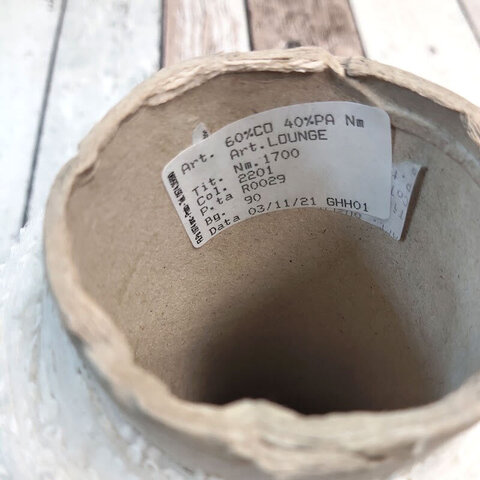 Art. 60%CO 40%PA Nm
Art.LOUNGE
Tit. Nm.1700
Col. 2201
P.ta R0029
Bg. 90
Data 03/11/21 GHH01